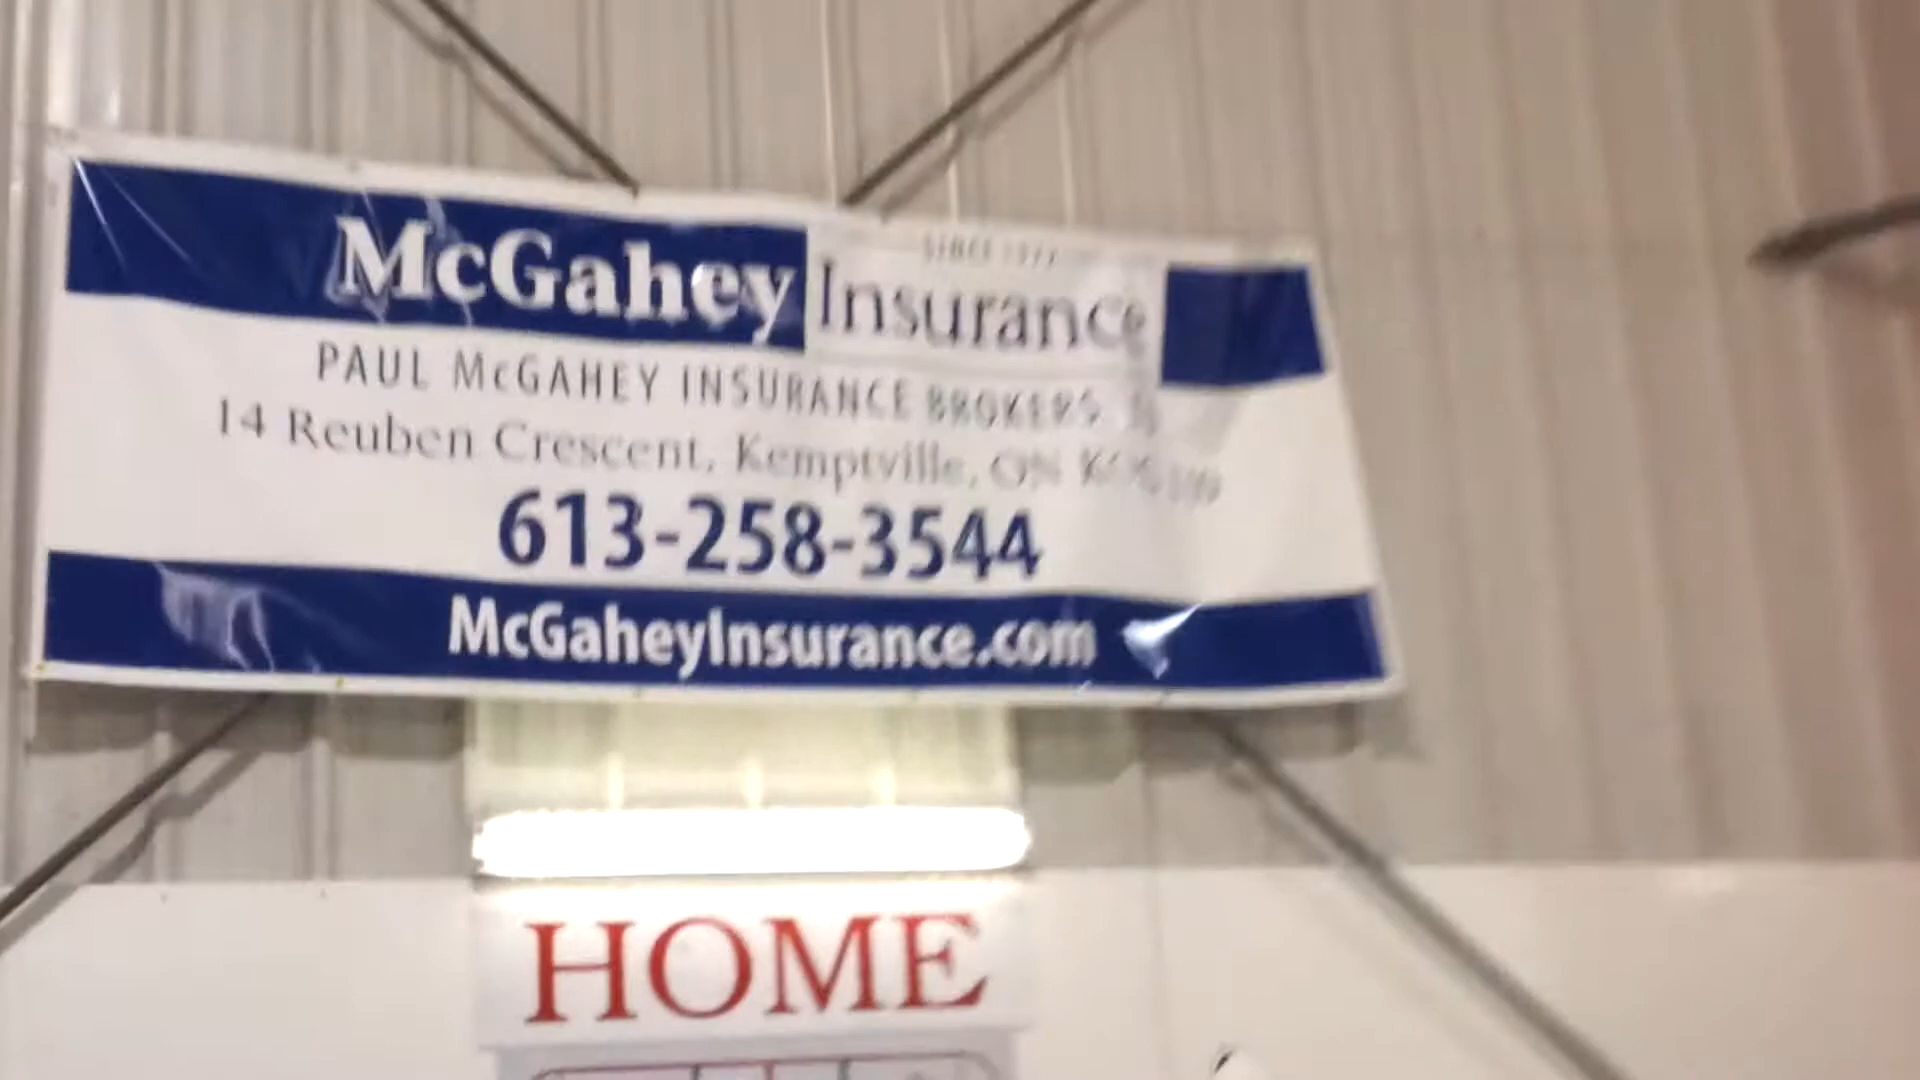 McGahey Insurance
PAUL McGAHEY INSURANCE BROKERS
14 Reuben Crescent, Kemptville, ON
613-258-3544
McGaheyInsurance.com
HOME